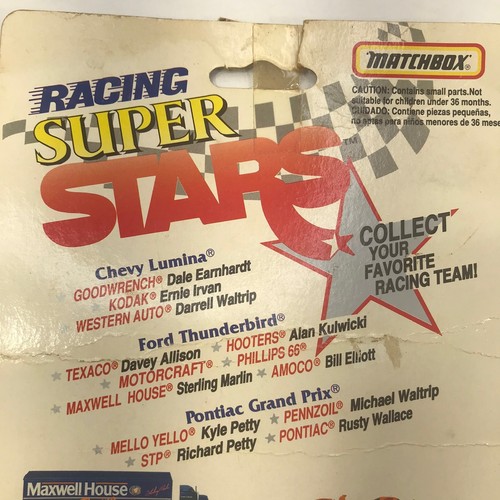 MATCHBOX®
CAUTION: Contains small parts.Not
suitable for children under 36 months.
CUIDADO: Contiene piezas pequeñas,
no aptas para niños menores de 36 mese
RACING
SUPER
STARS™
COLLECT
YOUR
FAVORITE
RACING TEAM!
Chevy Lumina®
GOODWRENCH® Dale Earnhardt
KODAK® Ernie Irvan
WESTERN AUTO® Darrell Waltrip
Ford Thunderbird®
TEXACO® Davey Allison HOOTERS® Alan Kulwicki
MOTORCRAFT® PHILLIPS 66®
MAXWELL HOUSE® Sterling Marlin AMOCO® Bill Elliott
Pontiac Grand Prix®
MELLO YELLO® Kyle Petty PENNZOIL® Michael Waltrip
STP® Richard Petty PONTIAC® Rusty Wallace
Maxwell House